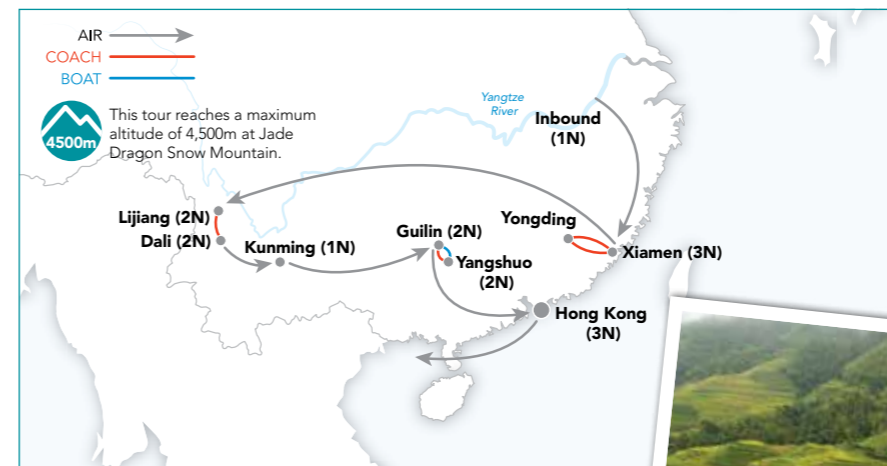 AIR
COACH
BOAT
4500m
This tour reaches a maximum
altitude of 4,500m at Jade
Dragon Snow Mountain.
Yangtze
River
Inbound
(1N)
Lijiang (2N)
Dali (2N)
Kunming (1N)
Guilin (2N)
Yangshuo
(2N)
Yongding
Xiamen (3N)
Hong Kong
(3N)